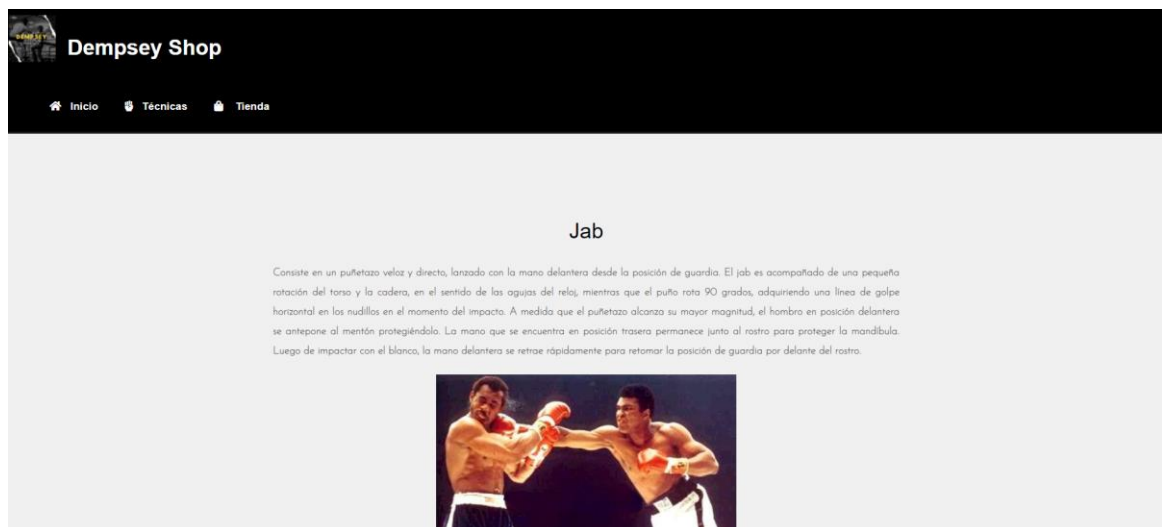 DEMPSEY
Dempsey Shop
Inicio Técnicas Tienda
Jab
Consiste en un puñetazo veloz y directo, lanzado con la mano delantera desde la posición de guardia. El jab es acompañado de una pequeña
rotación del torso y la cadera, en el sentido de las agujas del reloj, mientras que el puño rota 90 grados, adquiriendo una línea de golpe
horizontal en los nudillos en el momento del impacto. A medida que el puñetazo alcanza su mayor magnitud, el hombro en posición delantera
se antepone al mentón protegiéndolo. La mano que se encuentra en posición trasera permanece junto al rostro para proteger la mandíbula.
Luego de impactar con el blanco, la mano delantera se retrae rápidamente para retomar la posición de guardia por delante del rostro.